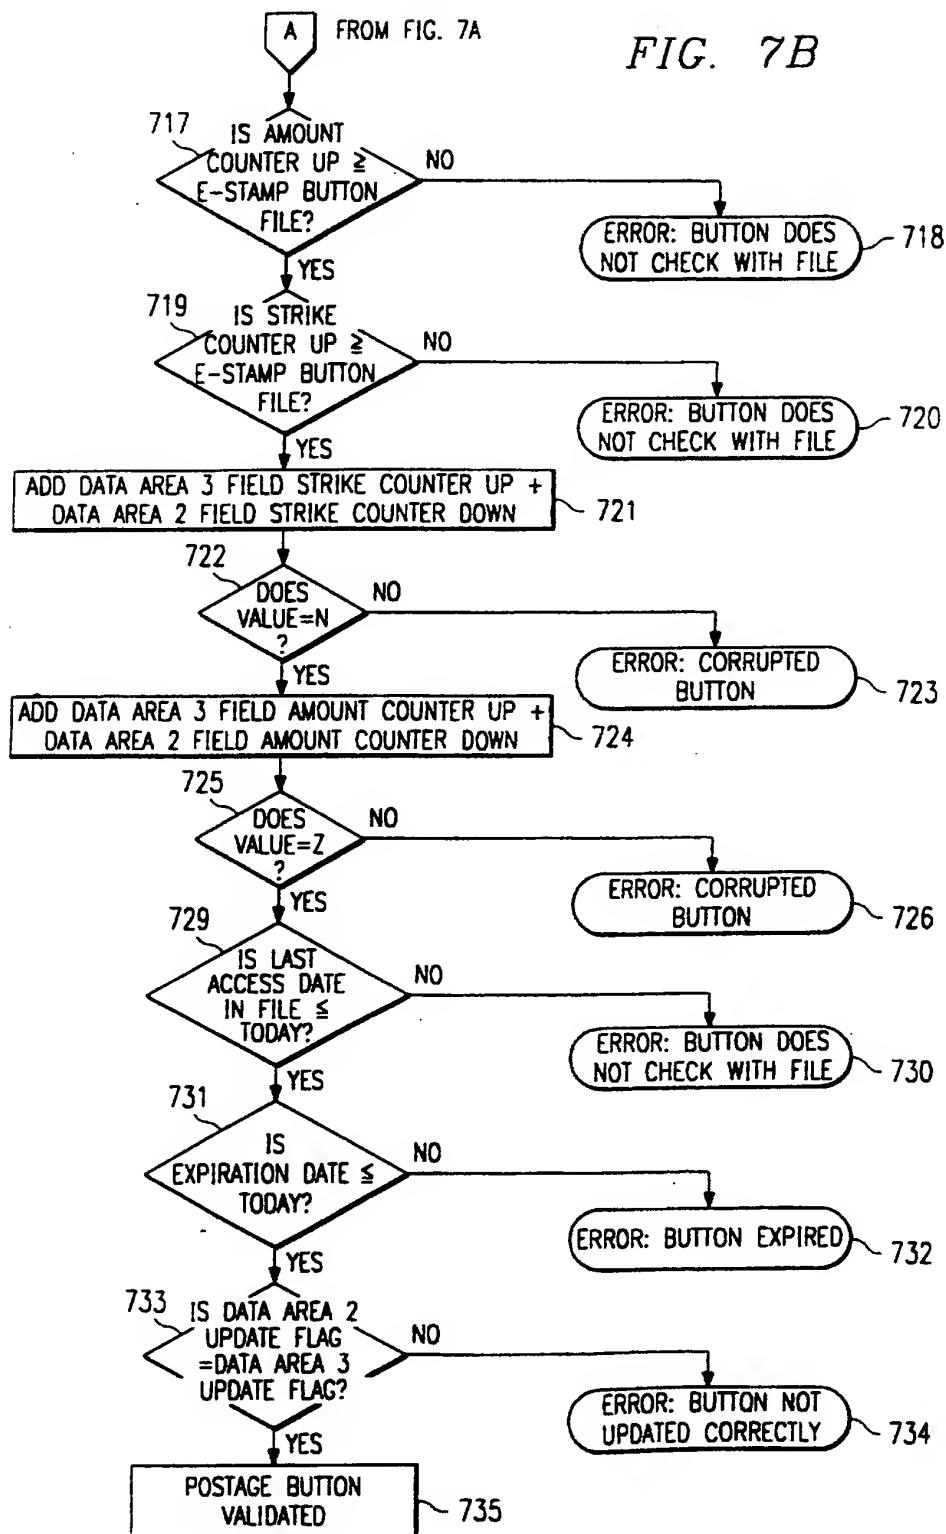 A FROM FIG. 7A
FIG. 7B
717
IS AMOUNT
COUNTER UP ≧
E-STAMP BUTTON
FILE?
NO
ERROR: BUTTON DOES
NOT CHECK WITH FILE
718
YES
719
IS STRIKE
COUNTER UP ≧
E-STAMP BUTTON
FILE?
NO
ERROR: BUTTON DOES
NOT CHECK WITH FILE
720
YES
ADD DATA AREA 3 FIELD STRIKE COUNTER UP +
DATA AREA 2 FIELD STRIKE COUNTER DOWN
721
722
DOES
VALUE=N
?
NO
ERROR: CORRUPTED
BUTTON
723
YES
ADD DATA AREA 3 FIELD AMOUNT COUNTER UP +
DATA AREA 2 FIELD AMOUNT COUNTER DOWN
724
725
DOES
VALUE=Z
?
NO
ERROR: CORRUPTED
BUTTON
726
YES
729
IS LAST
ACCESS DATE
IN FILE ≦
TODAY?
NO
ERROR: BUTTON DOES
NOT CHECK WITH FILE
730
YES
731
IS
EXPIRATION DATE ≦
TODAY?
NO
ERROR: BUTTON EXPIRED
732
YES
733
IS DATA AREA 2
UPDATE FLAG
=DATA AREA 3
UPDATE FLAG?
NO
ERROR: BUTTON NOT
UPDATED CORRECTLY
734
YES
POSTAGE BUTTON
VALIDATED
735